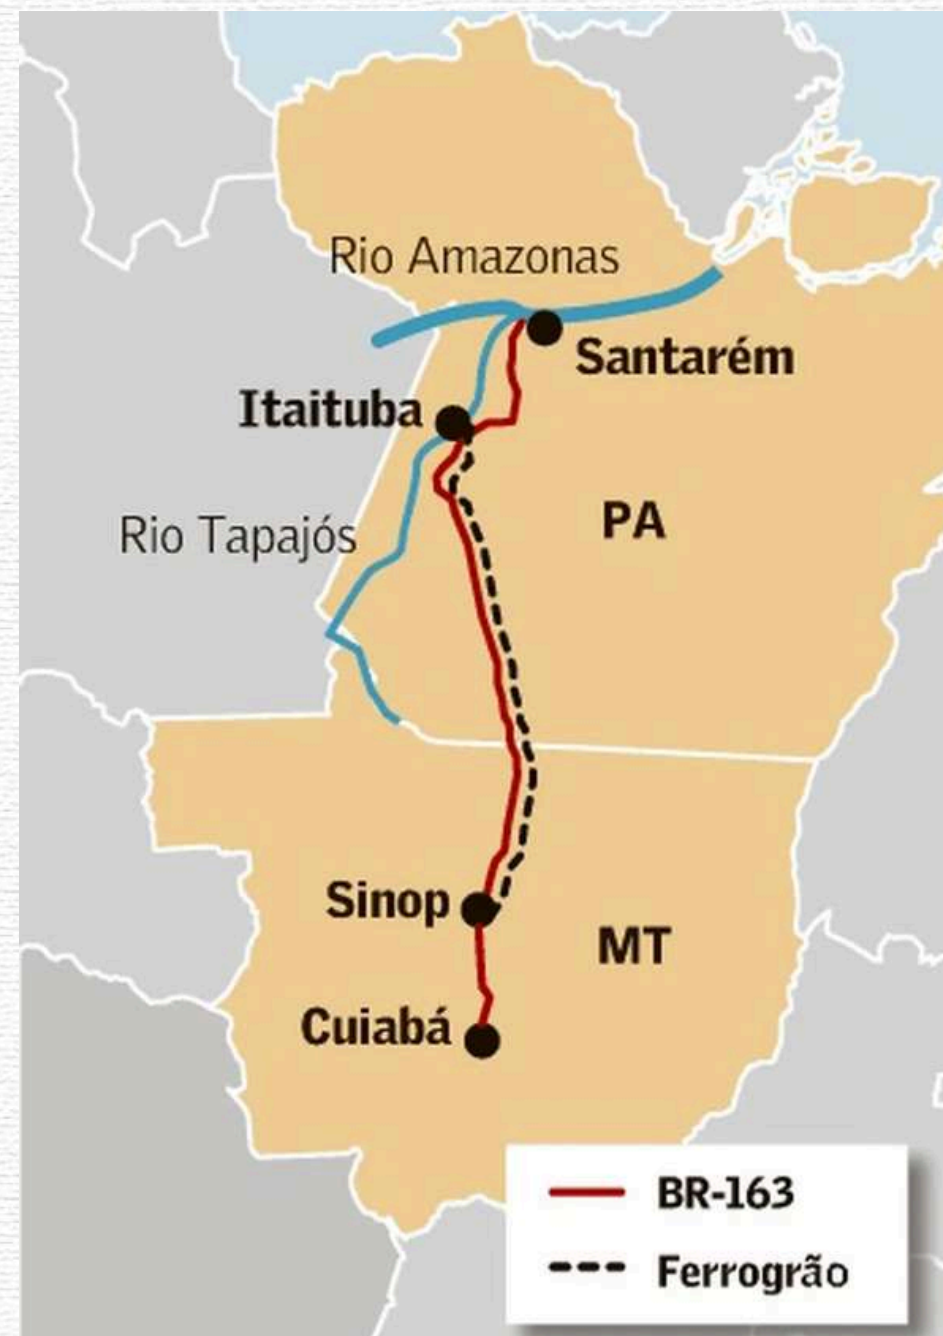 Rio Amazonas
Santarém
Itaituba
Rio Tapajós
PA
Sinop
MT
Cuiabá
BR-163
Ferrogrão